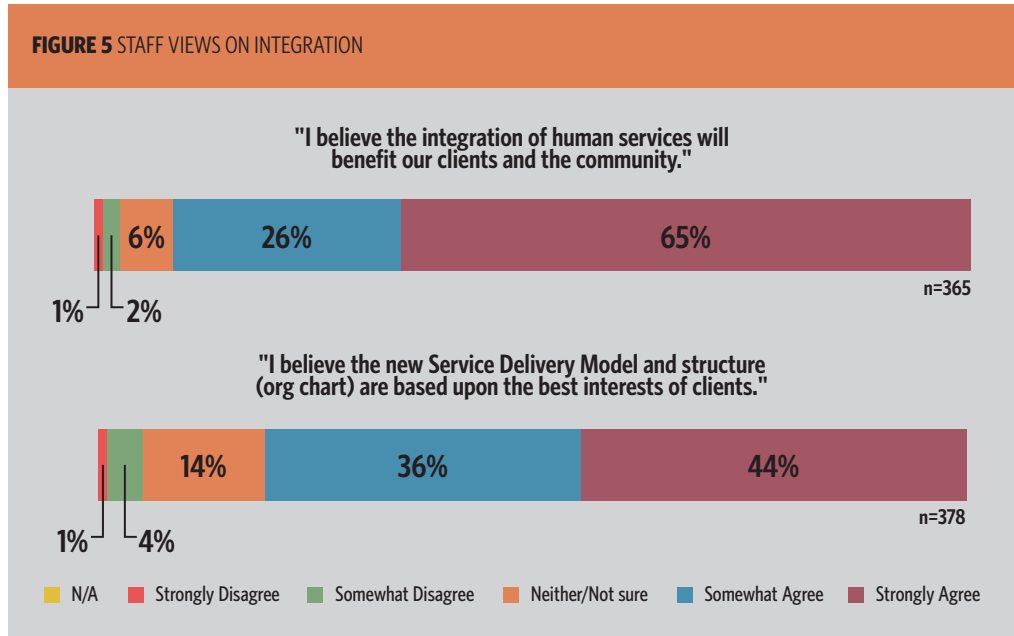 FIGURE 5 STAFF VIEWS ON INTEGRATION
"I believe the integration of human services will
benefit our clients and the community."
6% 26% 65%
n=365
1% 2%
"I believe the new Service Delivery Model and structure
(org chart) are based upon the best interests of clients."
14% 36% 44%
n=378
1% 4%
N/A Strongly Disagree Somewhat Disagree Neither/Not sure Somewhat Agree Strongly Agree